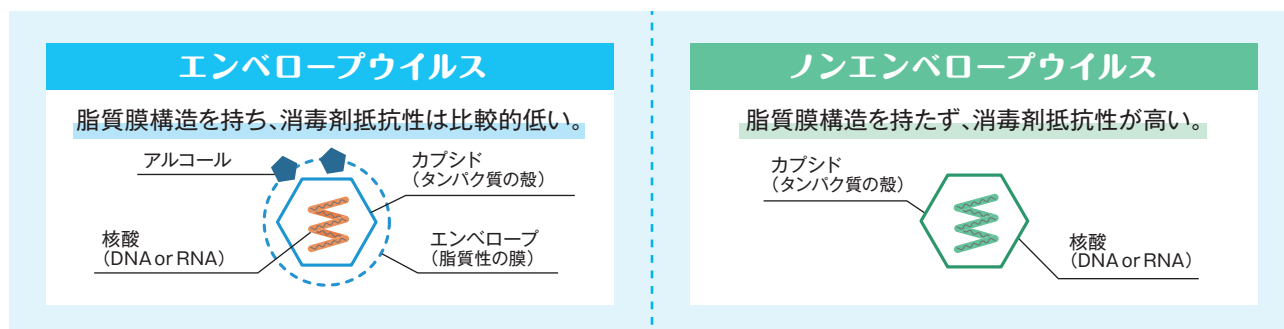 エンベロープウイルス
脂質膜構造を持ち、消毒剤抵抗性は比較的低い。
アルコール
カプシド
（タンパク質の殻）
核酸
（DNA or RNA）
エンベロープ
（脂質性の膜）
ノンエンベロープウイルス
脂質膜構造を持たず、消毒剤抵抗性が高い。
カプシド
（タンパク質の殻）
核酸
（DNA or RNA）